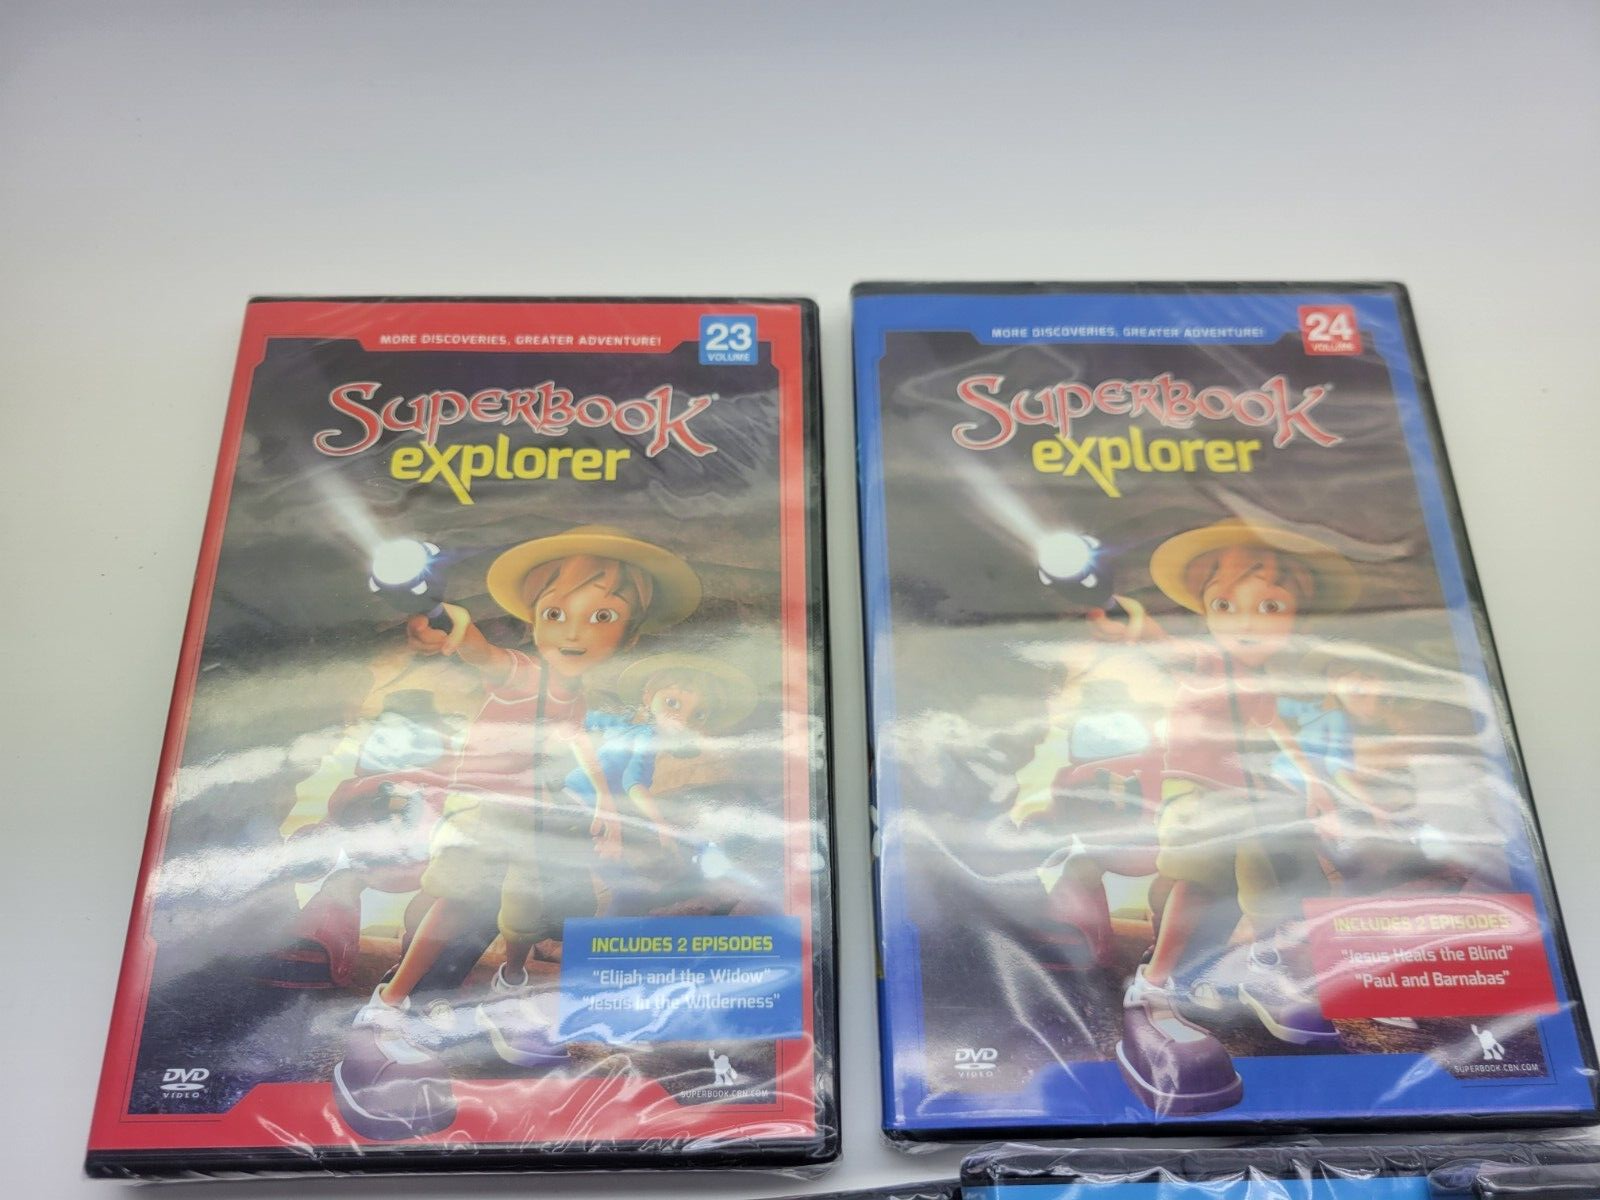 MORE DISCOVERIES, GREATER ADVENTURE!
23
VOLUME
SUPERBOOK®
explorer
INCLUDES 2 EPISODES
"Elijah and the Widow"
"Jesus in the Wilderness"
DVD
VIDEO
SUPERBOOK.CBN.COM
MORE DISCOVERIES, GREATER ADVENTURE!
24
VOLUME
SUPERBOOK®
explorer
INCLUDES 2 EPISODES
"Jesus Heals the Blind"
"Paul and Barnabas"
DVD
VIDEO
SUPERBOOK.CBN.COM